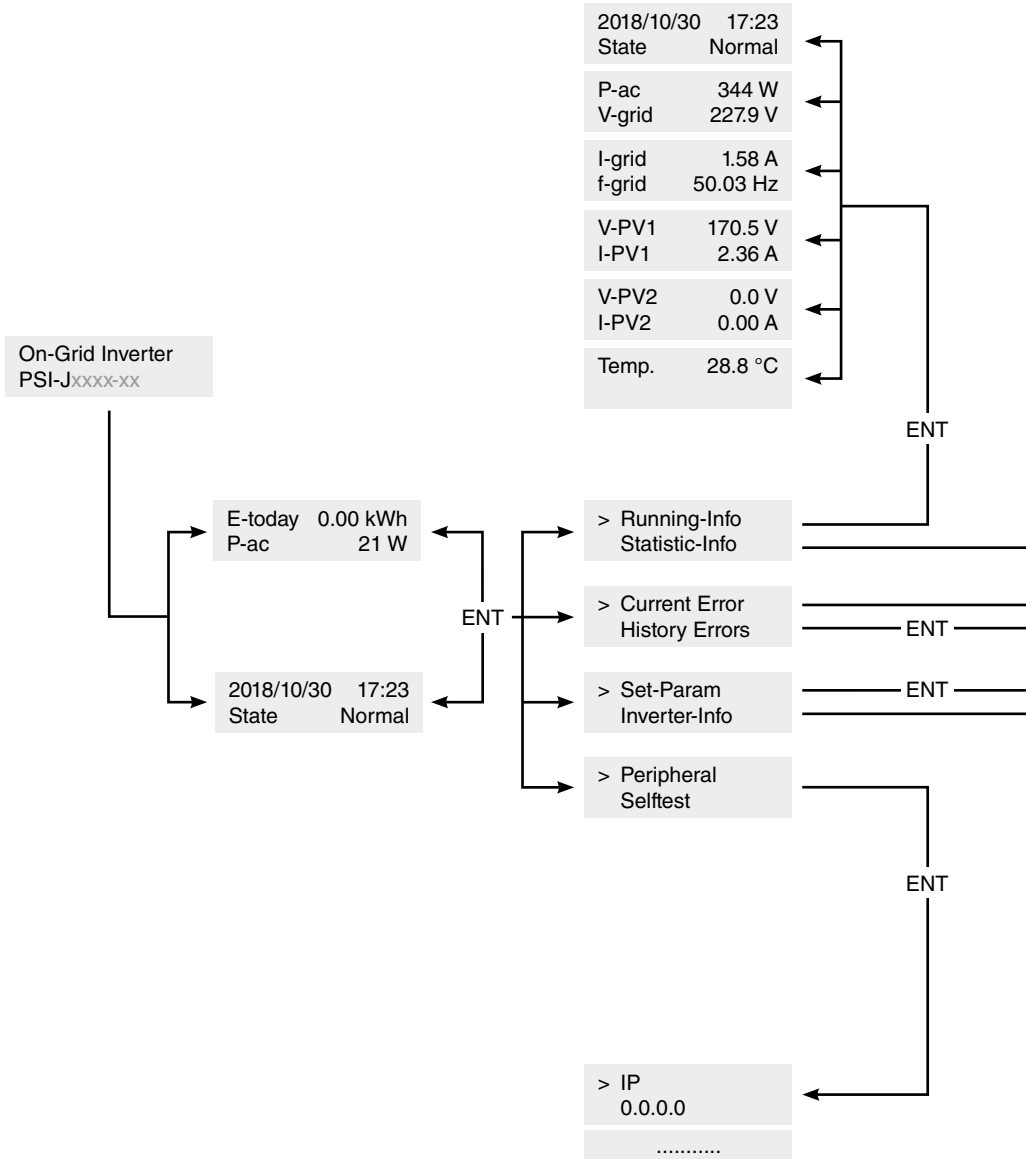 2018/10/30 17:23
State Normal
P-ac 344 W
V-grid 227.9 V
I-grid 1.58 A
f-grid 50.03 Hz
V-PV1 170.5 V
I-PV1 2.36 A
V-PV2 0.0 V
I-PV2 0.00 A
Temp. 28.8 °C
On-Grid Inverter
PSI-Jxxxx-xx
ENT
E-today 0.00 kWh
P-ac 21 W
> Running-Info
Statistic-Info
ENT
> Current Error
History Errors
ENT
2018/10/30 17:23
State Normal
> Set-Param
Inverter-Info
ENT
> Peripheral
Selftest
ENT
> IP
0.0.0.0
...........